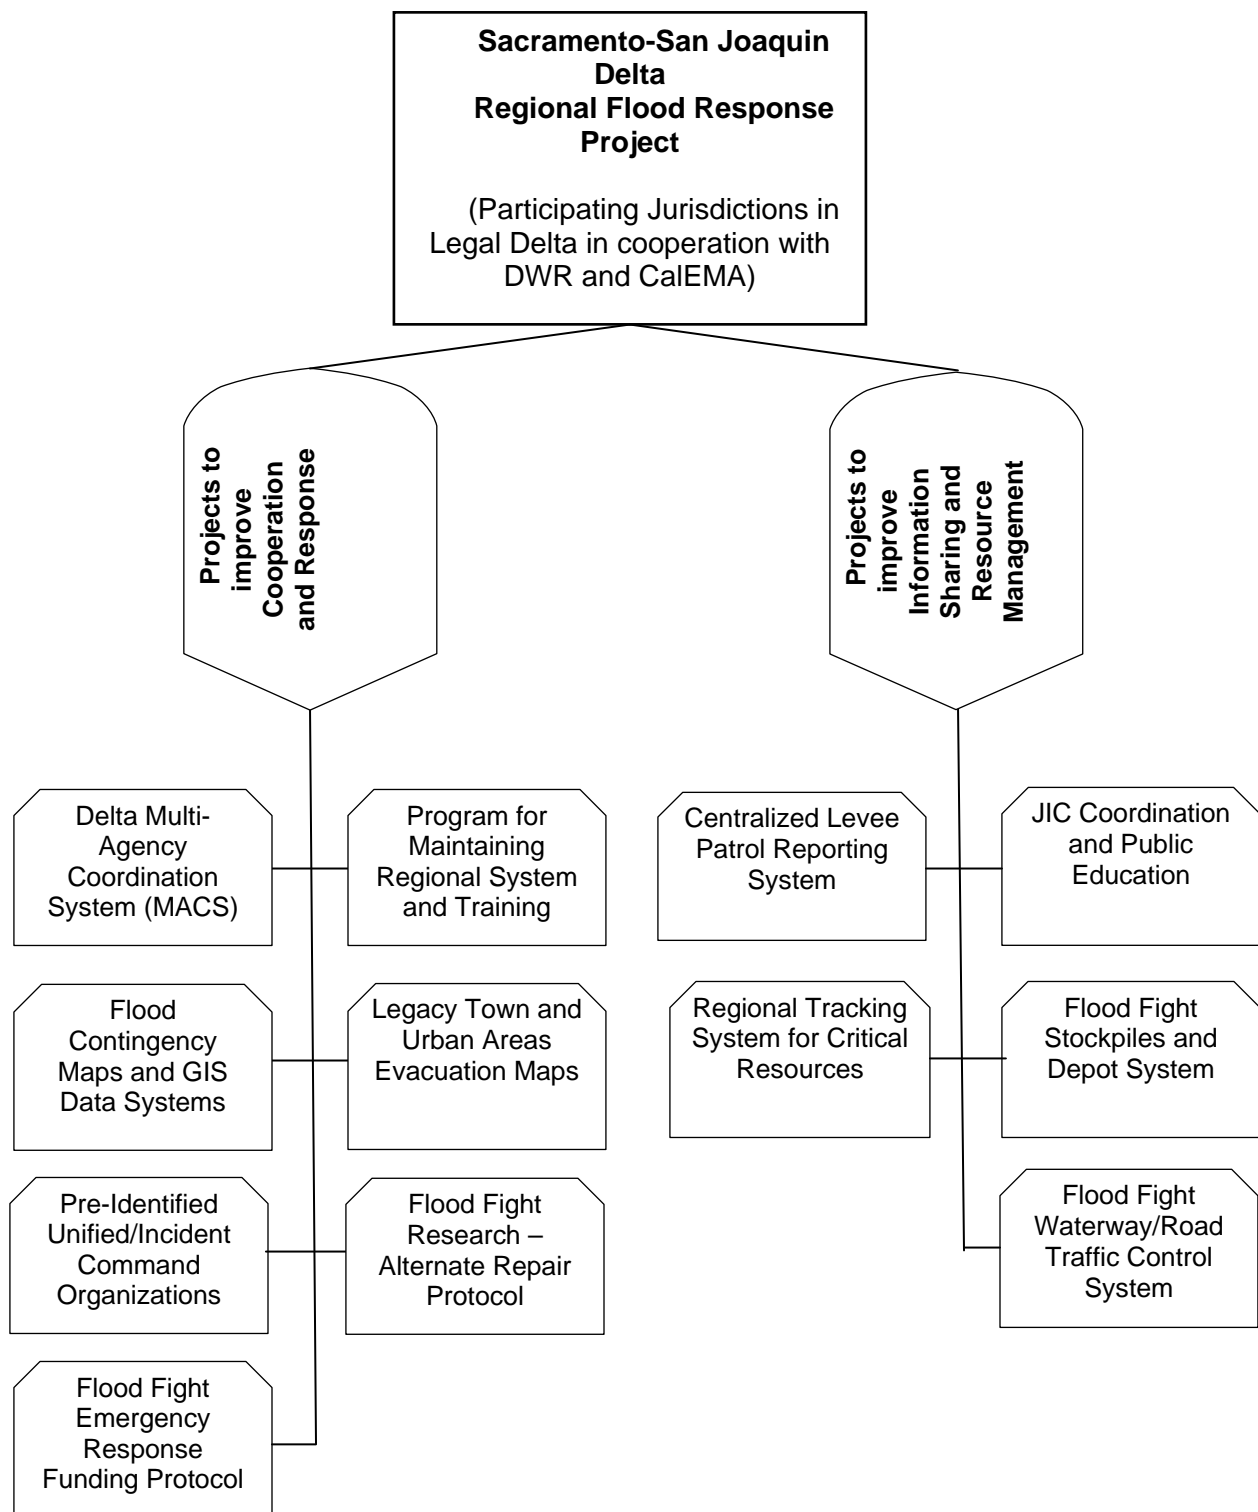 Sacramento-San Joaquin
Delta
Regional Flood Response
Project
(Participating Jurisdictions in
Legal Delta in cooperation with
DWR and CalEMA)
Projects to
improve
Cooperation
and Response
Projects to
improve
Information
Sharing and
Resource
Management
Delta Multi-
Agency
Coordination
System (MACS)
Program for
Maintaining
Regional System
and Training
Centralized Levee
Patrol Reporting
System
JIC Coordination
and Public
Education
Flood
Contingency
Maps and GIS
Data Systems
Legacy Town and
Urban Areas
Evacuation Maps
Regional Tracking
System for Critical
Resources
Flood Fight
Stockpiles and
Depot System
Pre-Identified
Unified/Incident
Command
Organizations
Flood Fight
Research –
Alternate Repair
Protocol
Flood Fight
Waterway/Road
Traffic Control
System
Flood Fight
Emergency
Response
Funding Protocol